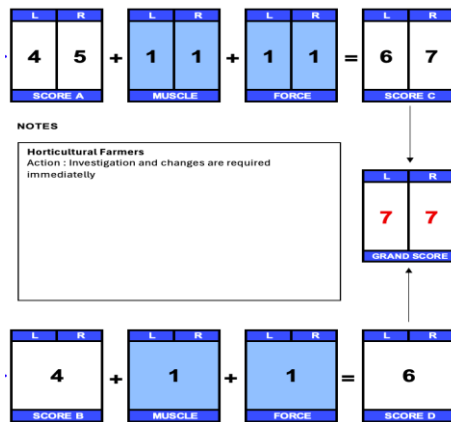 L R L R L R L R
4 5 + 1 1 + 1 1 = 6 7
SCORE A MUSCLE FORCE SCORE C
NOTES
Horticultural Farmers
Action : Investigation and changes are required
immediatelly
L R
7 7
GRAND SCORE
L R L R L R L R
4 + 1 + 1 = 6
SCORE B MUSCLE FORCE SCORE D